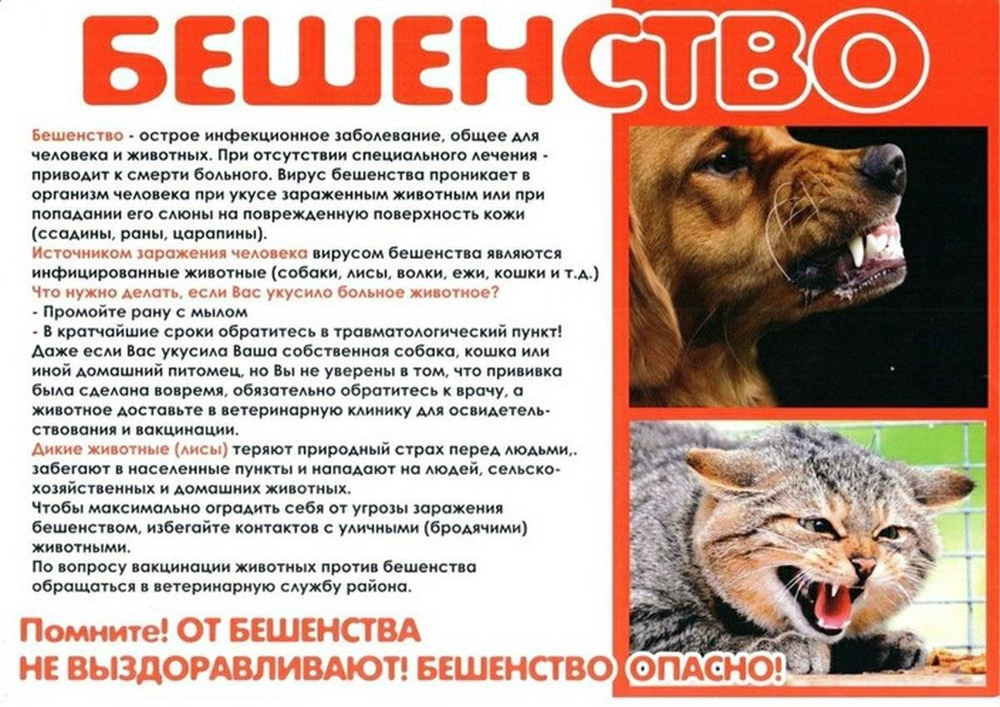 БЕШЕНСТВО
Бешенство - острое инфекционное заболевание, общее для
человека и животных. При отсутствии специального лечения -
приводит к смерти больного. Вирус бешенства проникает в
организм человека при укусе зараженным животным или при
попадании его слюны на поврежденную поверхность кожи
(ссадины, раны, царапины).
Источником заражения человека вирусом бешенства являются
инфицированные животные (собаки, лисы, волки, ежи, кошки и т.д.)
Что нужно делать, если Вас укусило больное животное?
- Промойте рану с мылом
- В кратчайшие сроки обратитесь в травматологический пункт!
Даже если Вас укусила Ваша собственная собака, кошка или
иной домашний питомец, но Вы не уверены в том, что прививка
была сделана вовремя, обязательно обратитесь к врачу, а
животное доставьте в ветеринарную клинику для освидетель-
ствования и вакцинации.
Дикие животные (лисы) теряют природный страх перед людьми,.
забегают в населенные пункты и нападают на людей, сельско-
хозяйственных и домашних животных.
Чтобы максимально оградить себя от угрозы заражения
бешенством, избегайте контактов с уличными (бродячими)
животными.
По вопросу вакцинации животных против бешенства
обращаться в ветеринарную службу района.
Помните! ОТ БЕШЕНСТВА
НЕ ВЫЗДОРАВЛИВАЮТ! БЕШЕНСТВО ОПАСНО!